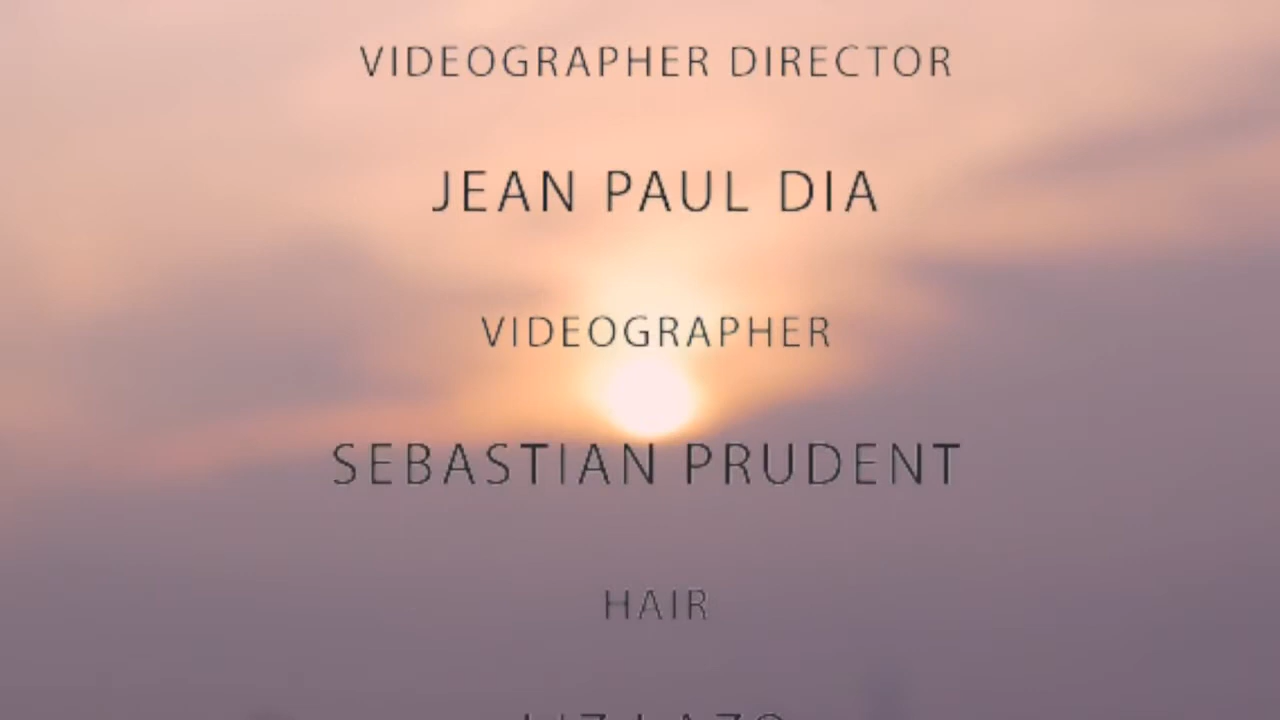 VIDEOGRAPHER DIRECTOR
JEAN PAUL DIA
VIDEOGRAPHER
SEBASTIAN PRUDENT
HAIR